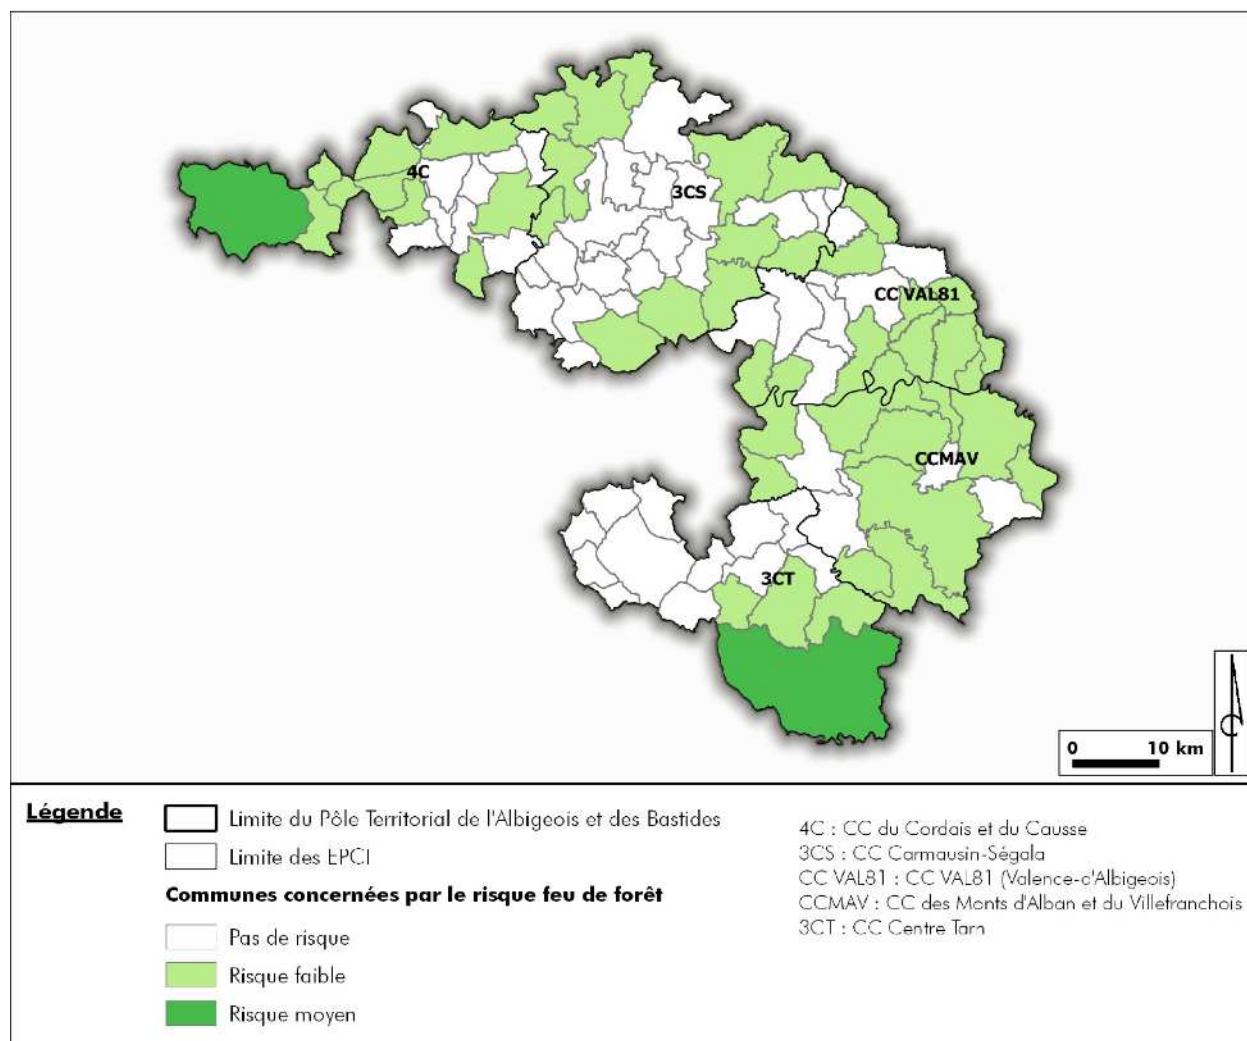 4C
3CS
CC VAL81
CCMAV
3CT
0 10 km
Légende
Limite du Pôle Territorial de l'Albigeois et des Bastides
Limite des EPCI
Communes concernées par le risque feu de forêt
Pas de risque
Risque faible
Risque moyen
4C : CC du Cordais et du Causse
3CS : CC Carmausin-Ségala
CC VAL81 : CC VAL81 (Valence-d'Albigeois)
CCMAV : CC des Monts d'Alban et du Villefranchois
3CT : CC Centre Tarn